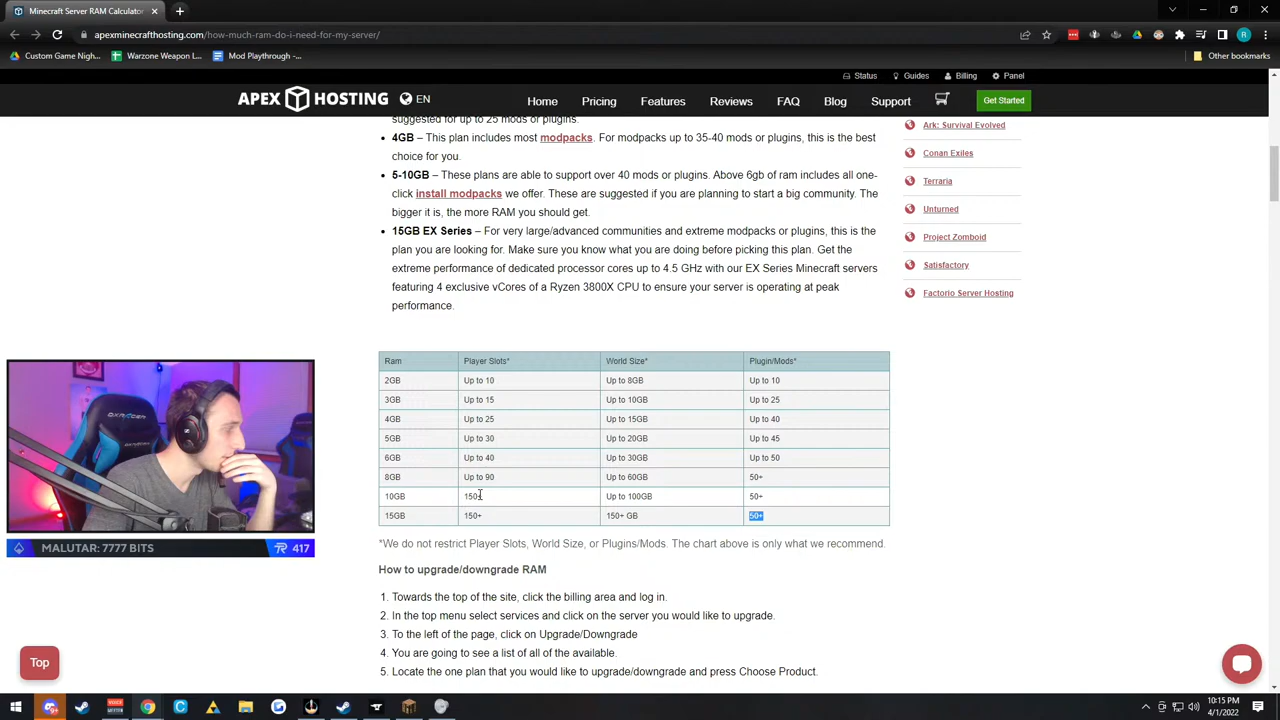 Minecraft Server RAM Calculator
apexminecrafthosting.com/how-much-ram-do-i-need-for-my-server/
Custom Game Nigh...
Warzone Weapon L...
Mod Playthrough -...
Other bookmarks
Status
Guides
Billing
Panel
APEX HOSTING
EN
Home
Pricing
Features
Reviews
FAQ
Blog
Support
Get Started
suggested for up to 25 mods or plugins.
4GB – This plan includes most modpacks. For modpacks up to 35-40 mods or plugins, this is the best
choice for you.
5-10GB – These plans are able to support over 40 mods or plugins. Above 6gb of ram includes all one-
click install modpacks we offer. These are suggested if you are planning to start a big community. The
bigger it is, the more RAM you should get.
15GB EX Series – For very large/advanced communities and extreme modpacks or plugins, this is the
plan you are looking for. Make sure you know what you are doing before picking this plan. Get the
extreme performance of dedicated processor cores up to 4.5 GHz with our EX Series Minecraft servers
featuring 4 exclusive vCores of a Ryzen 3800X CPU to ensure your server is operating at peak
performance.
Ark: Survival Evolved
Conan Exiles
Terraria
Unturned
Project Zomboid
Satisfactory
Factorio Server Hosting
Ram Player Slots* World Size* Plugin/Mods*
2GB Up to 10 Up to 8GB Up to 10
3GB Up to 15 Up to 10GB Up to 25
4GB Up to 25 Up to 15GB Up to 40
5GB Up to 30 Up to 20GB Up to 45
6GB Up to 40 Up to 30GB Up to 50
8GB Up to 90 Up to 60GB 50+
10GB 150+ Up to 100GB 50+
15GB 150+ 150+ GB 50+
*We do not restrict Player Slots, World Size, or Plugins/Mods. The chart above is only what we recommend.
How to upgrade/downgrade RAM
1. Towards the top of the site, click the billing area and log in.
2. In the top menu select services and click on the server you would like to upgrade.
3. To the left of the page, click on Upgrade/Downgrade
4. You are going to see a list of all of the available.
5. Locate the one plan that you would like to upgrade/downgrade and press Choose Product.
MALUTAR: 7777 BITS
417
Top
10:15 PM
4/1/2022